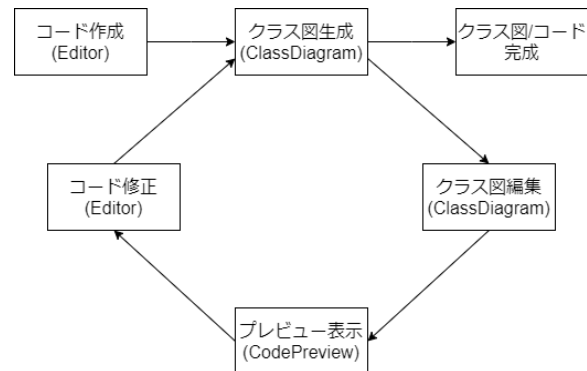 コード作成
(Editor)
クラス図生成
(ClassDiagram)
クラス図/コード
完成
コード修正
(Editor)
クラス図編集
(ClassDiagram)
プレビュー表示
(CodePreview)